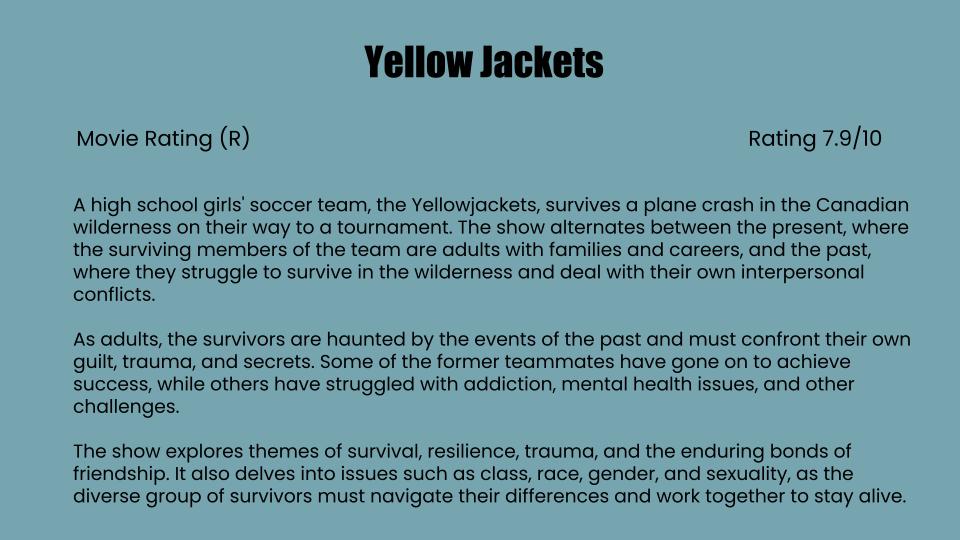 Yellow Jackets
Movie Rating (R)
Rating 7.9/10
A high school girls' soccer team, the Yellowjackets, survives a plane crash in the Canadian
wilderness on their way to a tournament. The show alternates between the present, where
the surviving members of the team are adults with families and careers, and the past,
where they struggle to survive in the wilderness and deal with their own interpersonal
conflicts.
As adults, the survivors are haunted by the events of the past and must confront their own
guilt, trauma, and secrets. Some of the former teammates have gone on to achieve
success, while others have struggled with addiction, mental health issues, and other
challenges.
The show explores themes of survival, resilience, trauma, and the enduring bonds of
friendship. It also delves into issues such as class, race, gender, and sexuality, as the
diverse group of survivors must navigate their differences and work together to stay alive.